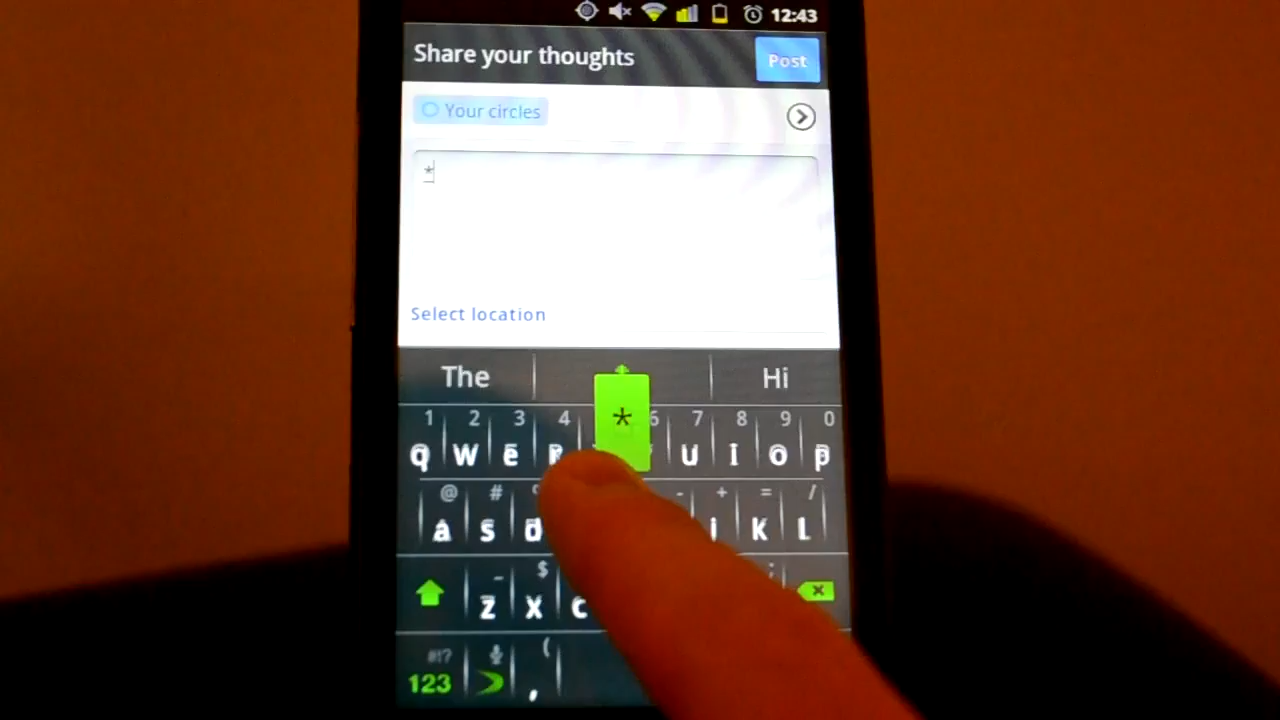 12:43
Share your thoughts
Post
Your circles
*
Select location
The
*
Hi
1 2 3 4 6 7 8 9 0
q w e R u i o p
@ # - + = /
a s d j k L
_ $ ;
z x c
#!? (
123 ,